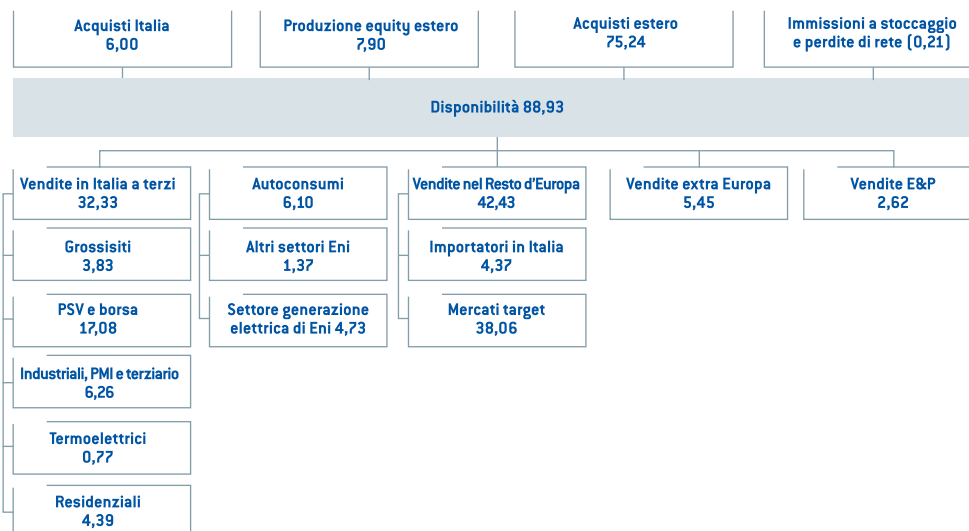 Acquisti Italia
6,00
Produzione equity estero
7,90
Acquisti estero
75,24
Immissioni a stoccaggio
e perdite di rete (0,21)
Disponibilità 88,93
Vendite in Italia a terzi
32,33
Autoconsumi
6,10
Vendite nel Resto d'Europa
42,43
Vendite extra Europa
5,45
Vendite E&P
2,62
Grossisiti
3,83
Altri settori Eni
1,37
Importatori in Italia
4,37
PSV e borsa
17,08
Settore generazione
elettrica di Eni 4,73
Mercati target
38,06
Industriali, PMI e terziario
6,26
Termoelettrici
0,77
Residenziali
4,39